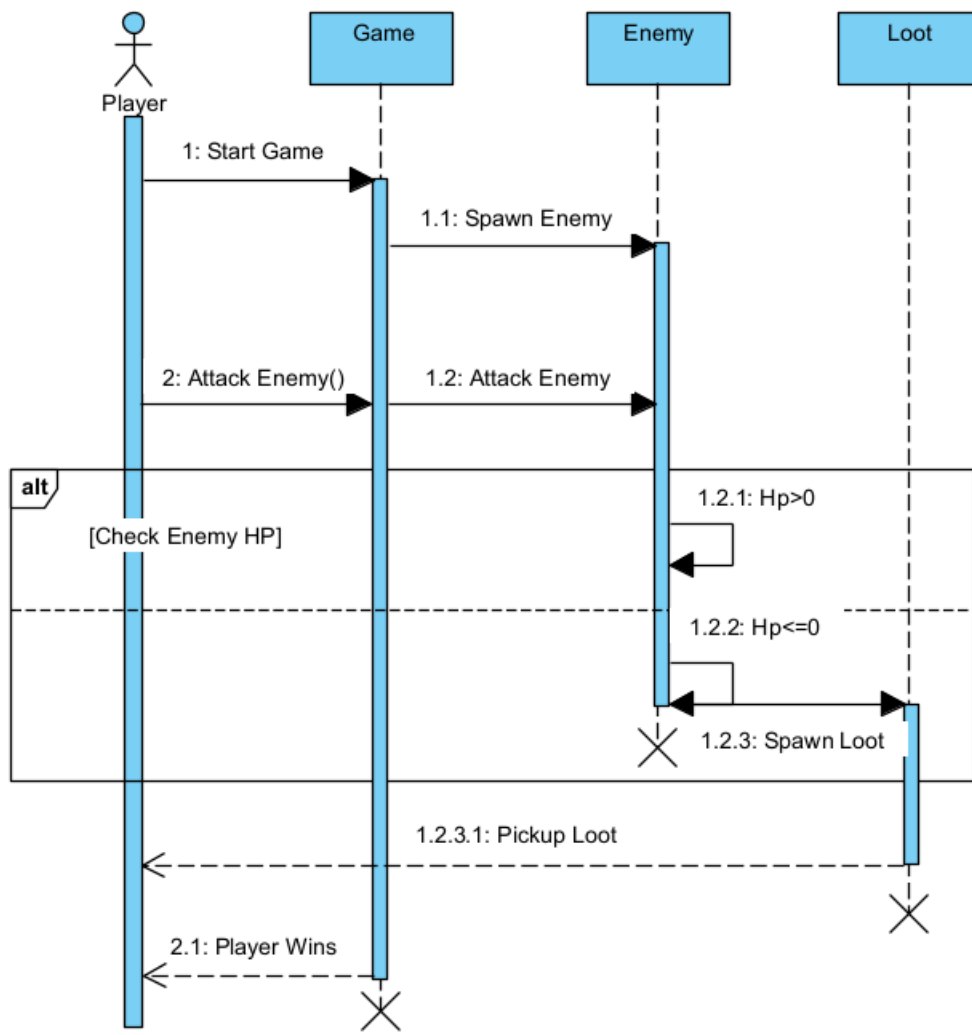 Game
Enemy
Loot
Player
1: Start Game
1.1: Spawn Enemy
2: Attack Enemy()
1.2: Attack Enemy
alt
1.2.1: Hp>0
[Check Enemy HP]
1.2.2: Hp<=0
1.2.3: Spawn Loot
1.2.3.1: Pickup Loot
2.1: Player Wins